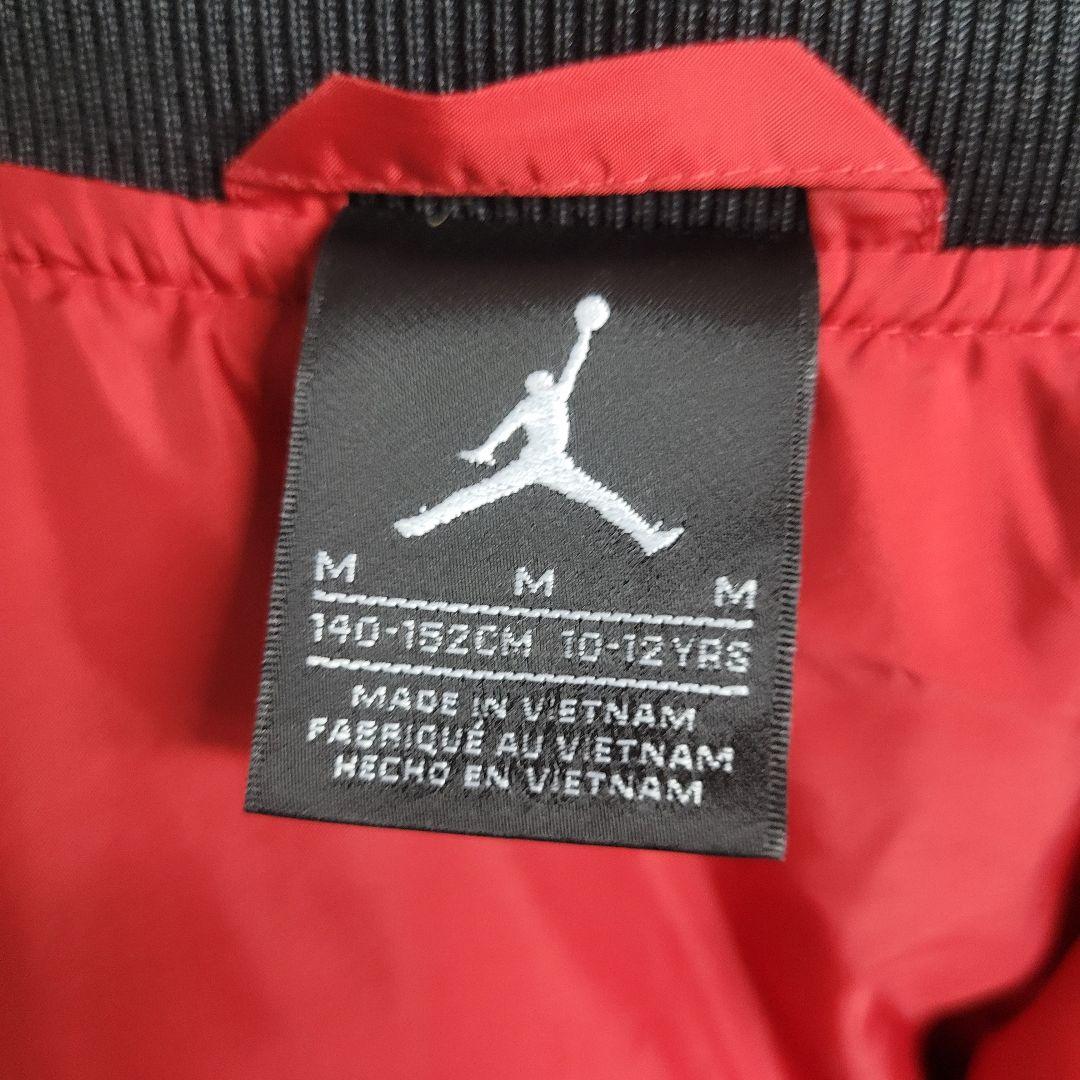 M M M
140-152CM 10-12YRS
MADE IN VIETNAM
FABRIQUÉ AU VIETNAM
HECHO EN VIETNAM